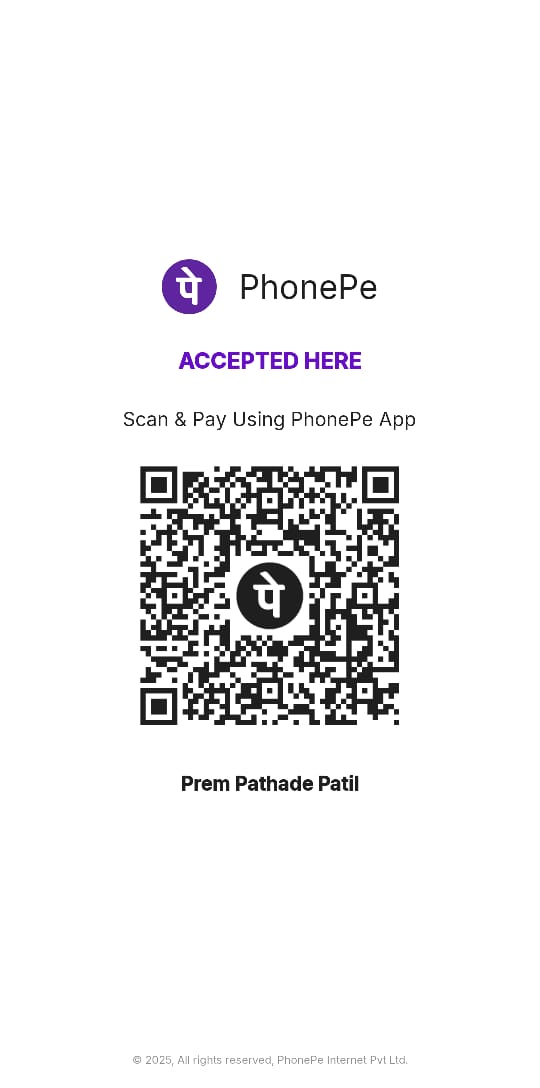 पे PhonePe
ACCEPTED HERE
Scan & Pay Using PhonePe App
पे
Prem Pathade Patil
© 2025, All rights reserved, PhonePe Internet Pvt Ltd.